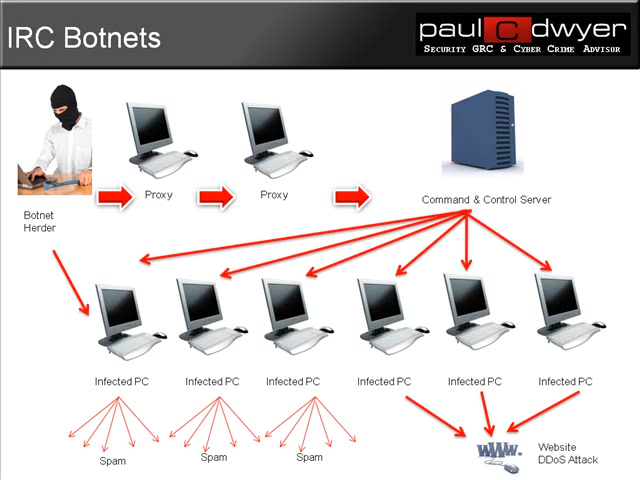 IRC Botnets
paul C dwyer
SECURITY GRC & CYBER CRIME ADVISOR
Proxy
Proxy
Command & Control Server
Botnet
Herder
Infected PC
Infected PC
Infected PC
Infected PC
Infected PC
Infected PC
Spam
Spam
Spam
www.
Website
DDoS Attack